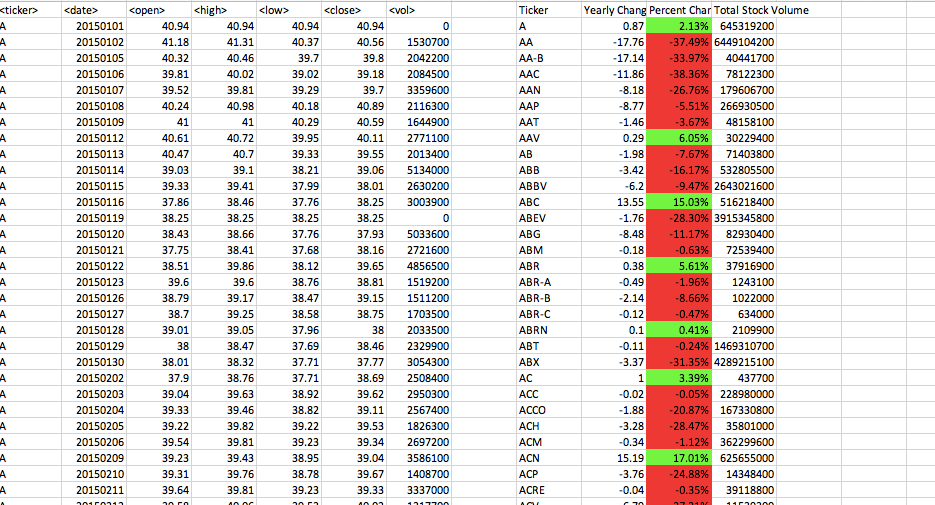 <ticker> <date> <open> <high> <low> <close> <vol> Ticker Yearly Chang Percent Char Total Stock Volume
A 20150101 40.94 40.94 40.94 40.94 0 A 0.87 2.13% 645319200
A 20150102 41.18 41.31 40.37 40.56 1530700 AA -17.76 -37.49% 6449104200
A 20150105 40.32 40.46 39.7 39.8 2042200 AA-B -17.14 -33.97% 40441700
A 20150106 39.81 40.02 39.02 39.18 2084500 AAC -11.86 -38.36% 78122300
A 20150107 39.52 39.81 39.29 39.7 3359600 AAN -8.18 -26.76% 179606700
A 20150108 40.24 40.98 40.18 40.89 2116300 AAP -8.77 -5.51% 266930500
A 20150109 41 41 40.29 40.59 1644900 AAT -1.46 -3.67% 48158100
A 20150112 40.61 40.72 39.95 40.11 2771100 AAV 0.29 6.05% 30229400
A 20150113 40.47 40.7 39.33 39.55 2013400 AB -1.98 -7.67% 71403800
A 20150114 39.03 39.1 38.21 39.06 5134000 ABB -3.42 -16.17% 532805500
A 20150115 39.33 39.41 37.99 38.01 2630200 ABBV -6.2 -9.47% 2643021600
A 20150116 37.86 38.46 37.76 38.25 3003900 ABC 13.55 15.03% 516218400
A 20150119 38.25 38.25 38.25 38.25 0 ABEV -1.76 -28.30% 3915345800
A 20150120 38.43 38.66 37.76 37.93 5033600 ABG -8.48 -11.17% 82930400
A 20150121 37.75 38.41 37.68 38.16 2721600 ABM -0.18 -0.63% 72539400
A 20150122 38.51 39.86 38.12 39.65 4856500 ABR 0.38 5.61% 37916900
A 20150123 39.6 39.6 38.76 38.81 1519200 ABR-A -0.49 -1.96% 1243100
A 20150126 38.79 39.17 38.47 39.15 1511200 ABR-B -2.14 -8.66% 1022000
A 20150127 38.7 39.25 38.58 38.75 1703500 ABR-C -0.12 -0.47% 634000
A 20150128 39.01 39.05 37.96 38 2033500 ABRN 0.1 0.41% 2109900
A 20150129 38 38.47 37.69 38.46 2329900 ABT -0.11 -0.24% 1469310700
A 20150130 38.01 38.32 37.71 37.77 3054300 ABX -3.37 -31.35% 4289215100
A 20150202 37.9 38.76 37.71 38.69 2508400 AC 1 3.39% 437700
A 20150203 39.04 39.63 38.92 39.62 2950300 ACC -0.02 -0.05% 228980000
A 20150204 39.33 39.46 38.82 39.11 2567400 ACCO -1.88 -20.87% 167330800
A 20150205 39.22 39.82 39.22 39.53 1826300 ACH -3.28 -28.47% 35801000
A 20150206 39.54 39.81 39.23 39.34 2697200 ACM -0.34 -1.12% 362299600
A 20150209 39.23 39.43 38.95 39.04 3586100 ACN 15.19 17.01% 625655000
A 20150210 39.31 39.76 38.78 39.67 1408700 ACP -3.76 -24.88% 14348400
A 20150211 39.64 39.81 39.23 39.33 3337000 ACRE -0.04 -0.35% 39118800